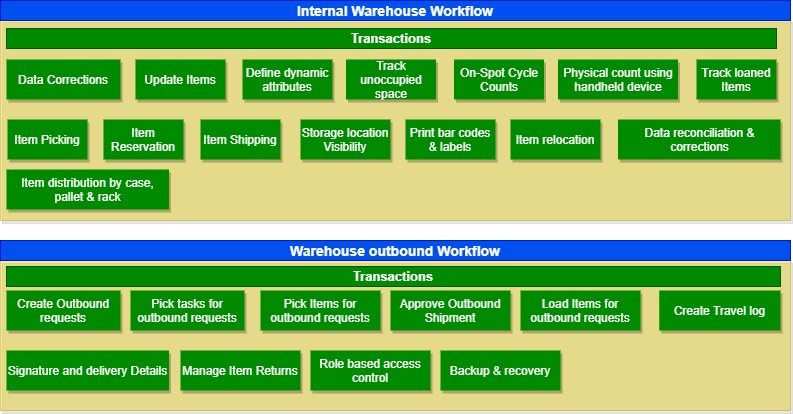 Internal Warehouse Workflow
Transactions
Data Corrections
Update Items
Define dynamic
attributes
Track
unoccupied
space
On-Spot Cycle
Counts
Physical count using
handheld device
Track loaned
Items
Item Picking
Item
Reservation
Item Shipping
Storage location
Visibility
Print bar codes
& labels
Item relocation
Data reconciliation &
corrections
Item distribution by case,
pallet & rack
Warehouse outbound Workflow
Transactions
Create Outbound
requests
Pick tasks for
outbound requests
Pick Items for
outbound requests
Approve Outbound
Shipment
Load Items for
outbound requests
Create Travel log
Signature and delivery Details
Manage Item Returns
Role based access
control
Backup & recovery